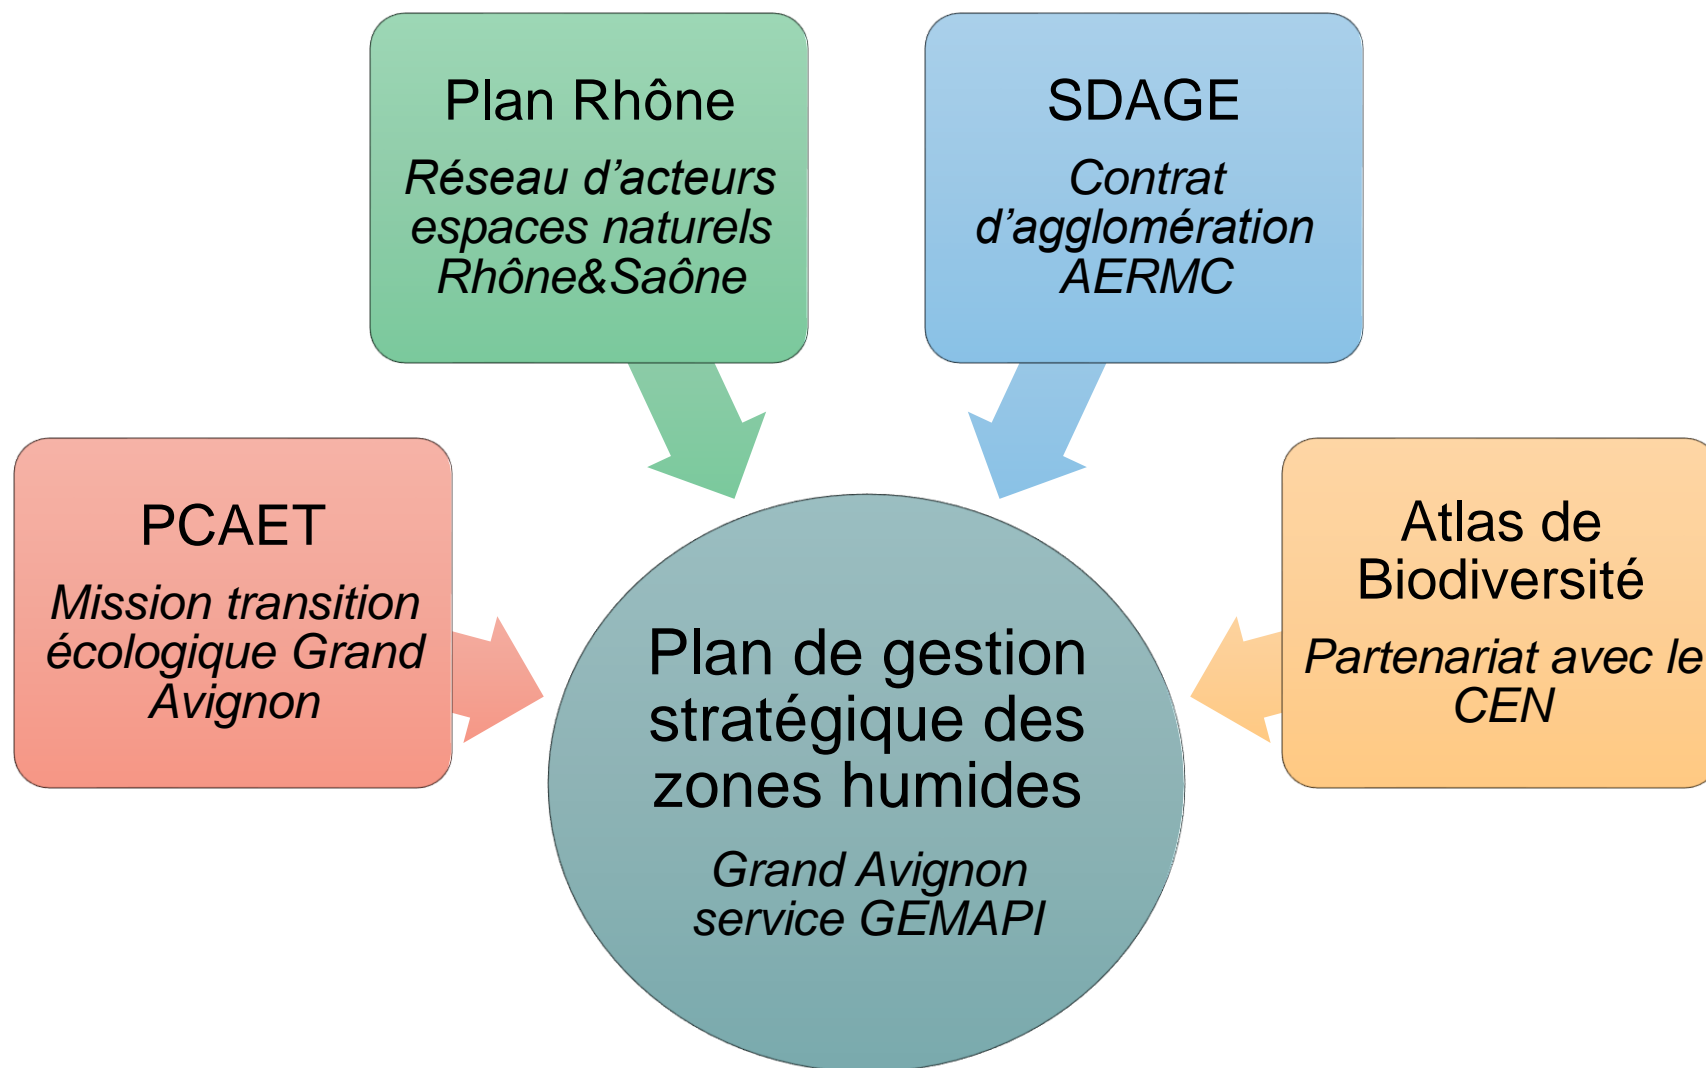 Plan Rhône
Réseau d’acteurs
espaces naturels
Rhône&Saône
SDAGE
Contrat
d’agglomération
AERMC
PCAET
Mission transition
écologique Grand
Avignon
Atlas de
Biodiversité
Partenariat avec le
CEN
Plan de gestion
stratégique des
zones humides
Grand Avignon
service GEMAPI